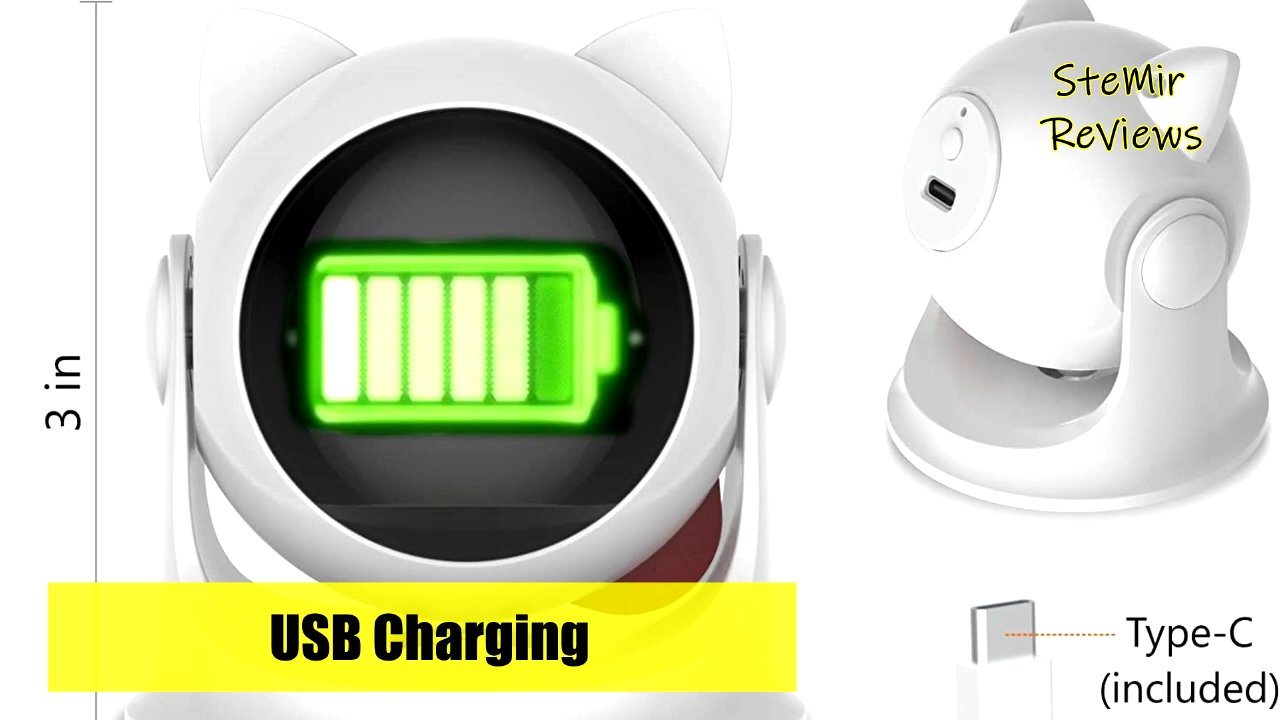 SteMir
ReViews
3 in
USB Charging
Type-C
(included)